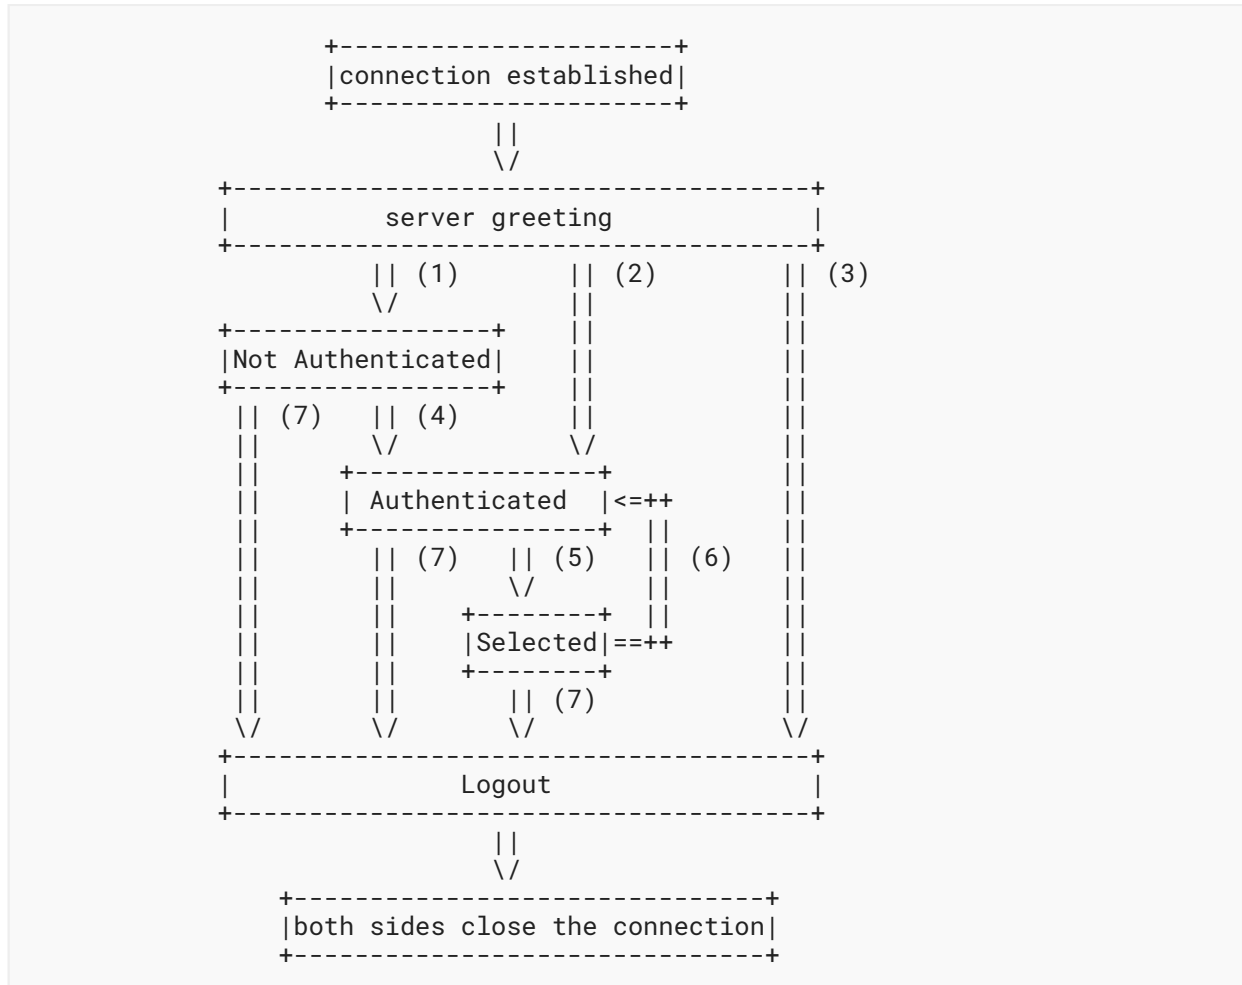 +----------------------+
|connection established|
+----------------------+
||
\/
+--------------------------------------+
| server greeting |
+--------------------------------------+
|| (1) || (2) || (3)
\/ || ||
+-----------------+ || ||
|Not Authenticated| || ||
+-----------------+ || ||
|| (7) || (4) || ||
|| \/ \/ ||
|| +----------------+ ||
|| | Authenticated |<=++ ||
|| +----------------+ || ||
|| || (7) || (5) || (6) ||
|| || \/ || ||
|| || +--------+ || ||
|| || |Selected|==++ ||
|| || +--------+ ||
|| || || (7) ||
\/ \/ \/ \/
+--------------------------------------+
| Logout |
+--------------------------------------+
||
\/
+-------------------------------+
|both sides close the connection|
+-------------------------------+